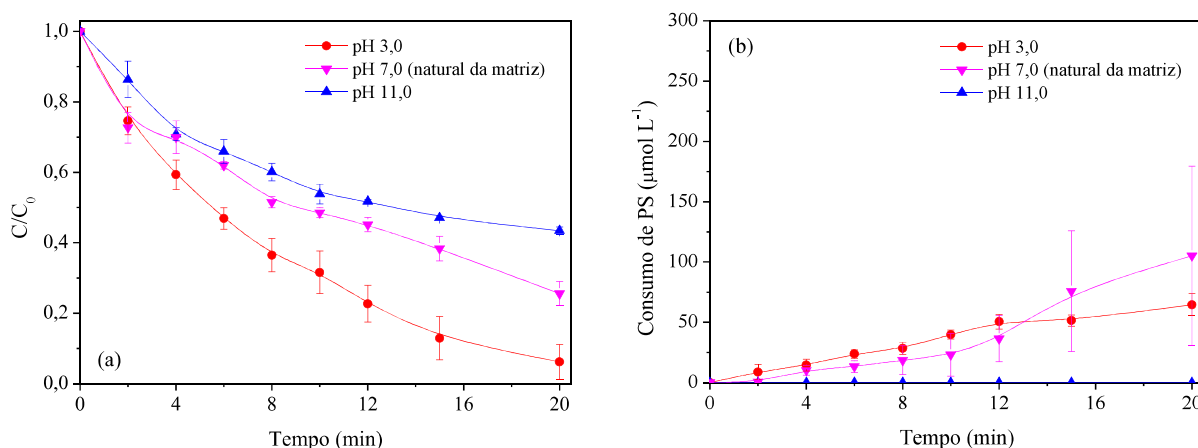 1,0
0,8
0,6
0,4
0,2
0,0
C/C0
pH 3,0
pH 7,0 (natural da matriz)
pH 11,0
(a)
0 4 8 12 16 20
Tempo (min)
300
250
200
150
100
50
0
Consumo de PS (μmol L-1)
(b)
pH 3,0
pH 7,0 (natural da matriz)
pH 11,0
0 4 8 12 16 20
Tempo (min)